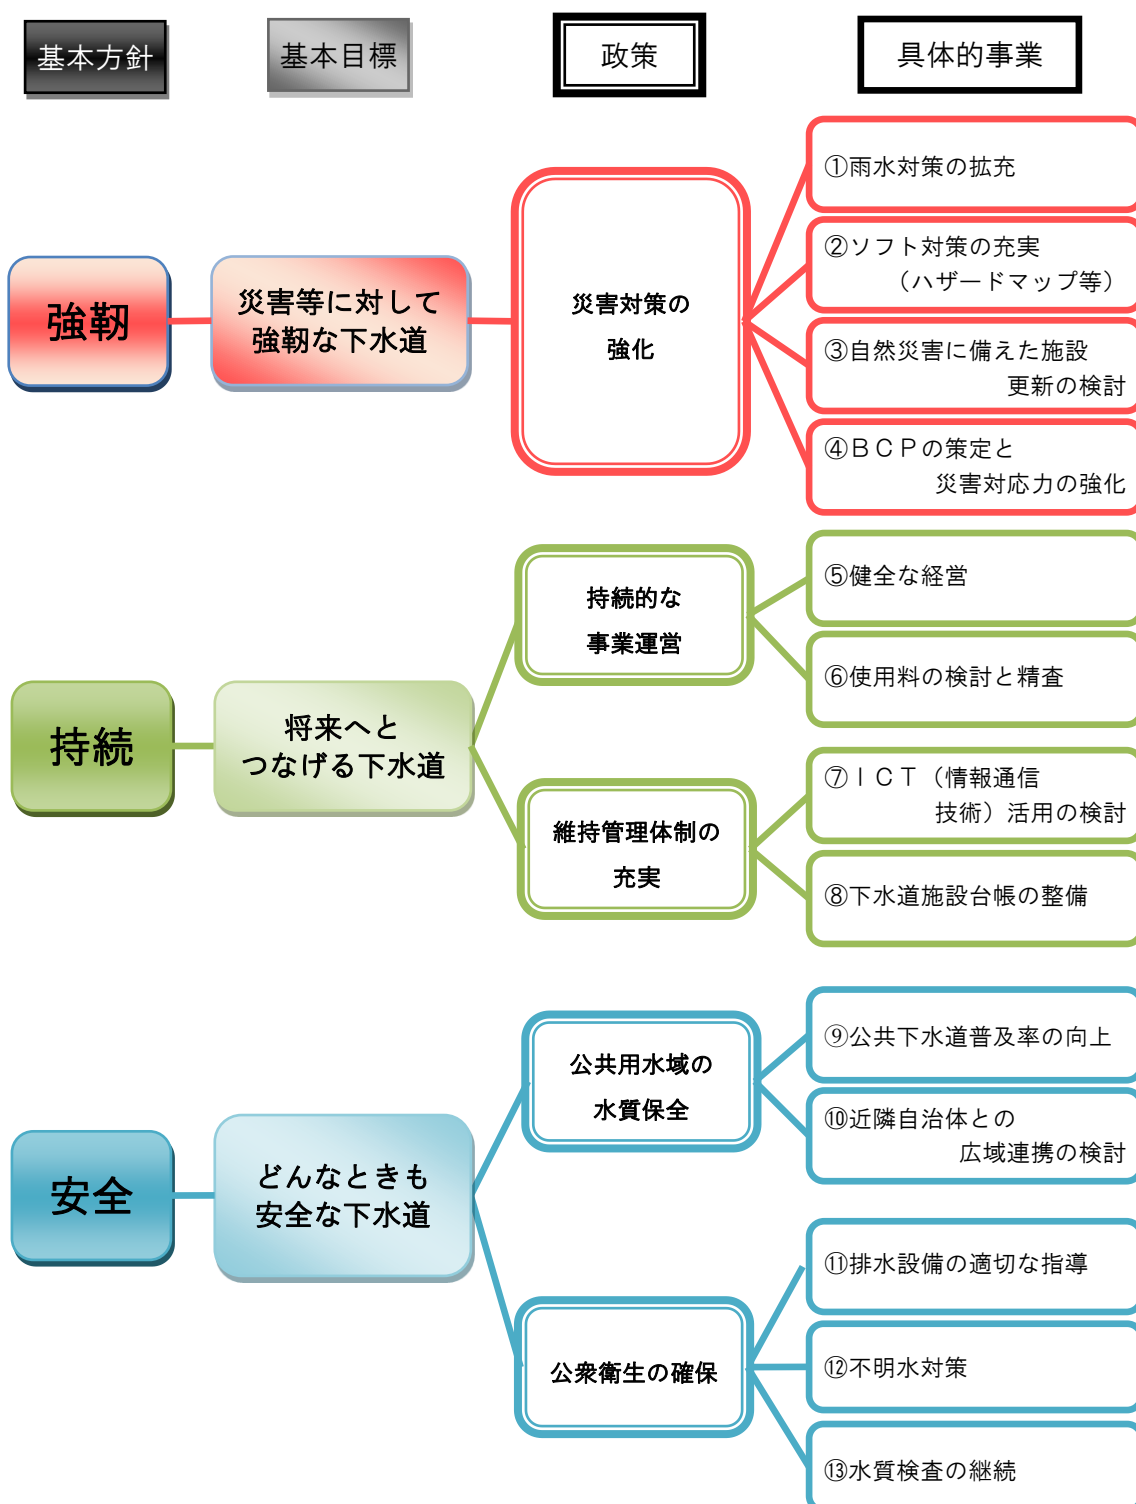 基本方針
基本目標
政策
具体的事業
強靭
災害等に対して
強靭な下水道
災害対策の
強化
①雨水対策の拡充
②ソフト対策の充実
（ハザードマップ等）
③自然災害に備えた施設
更新の検討
④ＢＣＰの策定と
災害対応力の強化
持続
将来へと
つなげる下水道
持続的な
事業運営
⑤健全な経営
⑥使用料の検討と精査
維持管理体制の
充実
⑦ＩＣＴ（情報通信
技術）活用の検討
⑧下水道施設台帳の整備
安全
どんなときも
安全な下水道
公共用水域の
水質保全
⑨公共下水道普及率の向上
⑩近隣自治体との
広域連携の検討
公衆衛生の確保
⑪排水設備の適切な指導
⑫不明水対策
⑬水質検査の継続